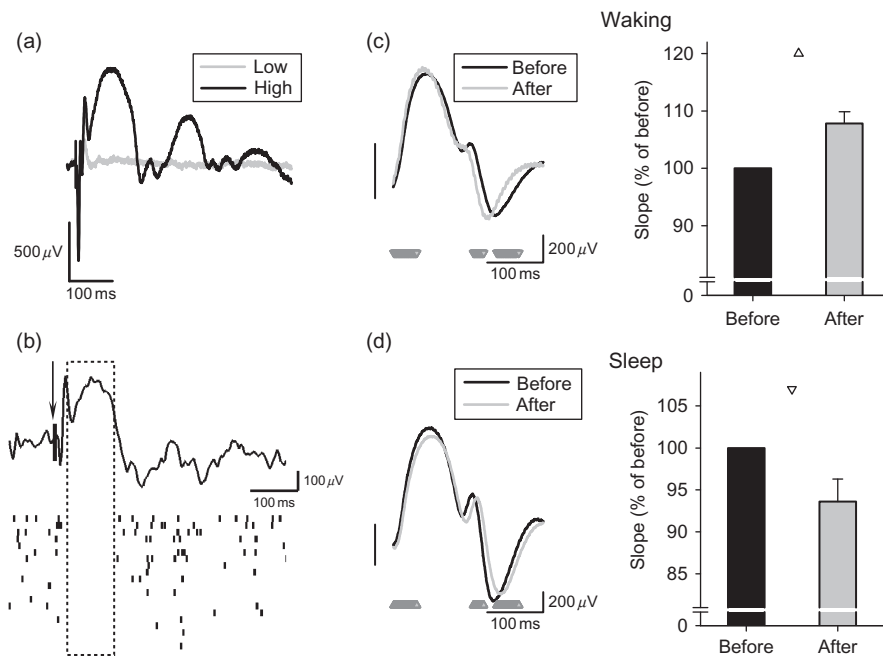 (a)
Low
High
500 μV
100 ms
(b)
100 μV
100 ms
(c)
Before
After
200 μV
100 ms
Waking
Slope (% of before)
120
110
100
90
0
Before
After
(d)
Before
After
200 μV
100 ms
Sleep
Slope (% of before)
105
100
95
90
85
0
Before
After